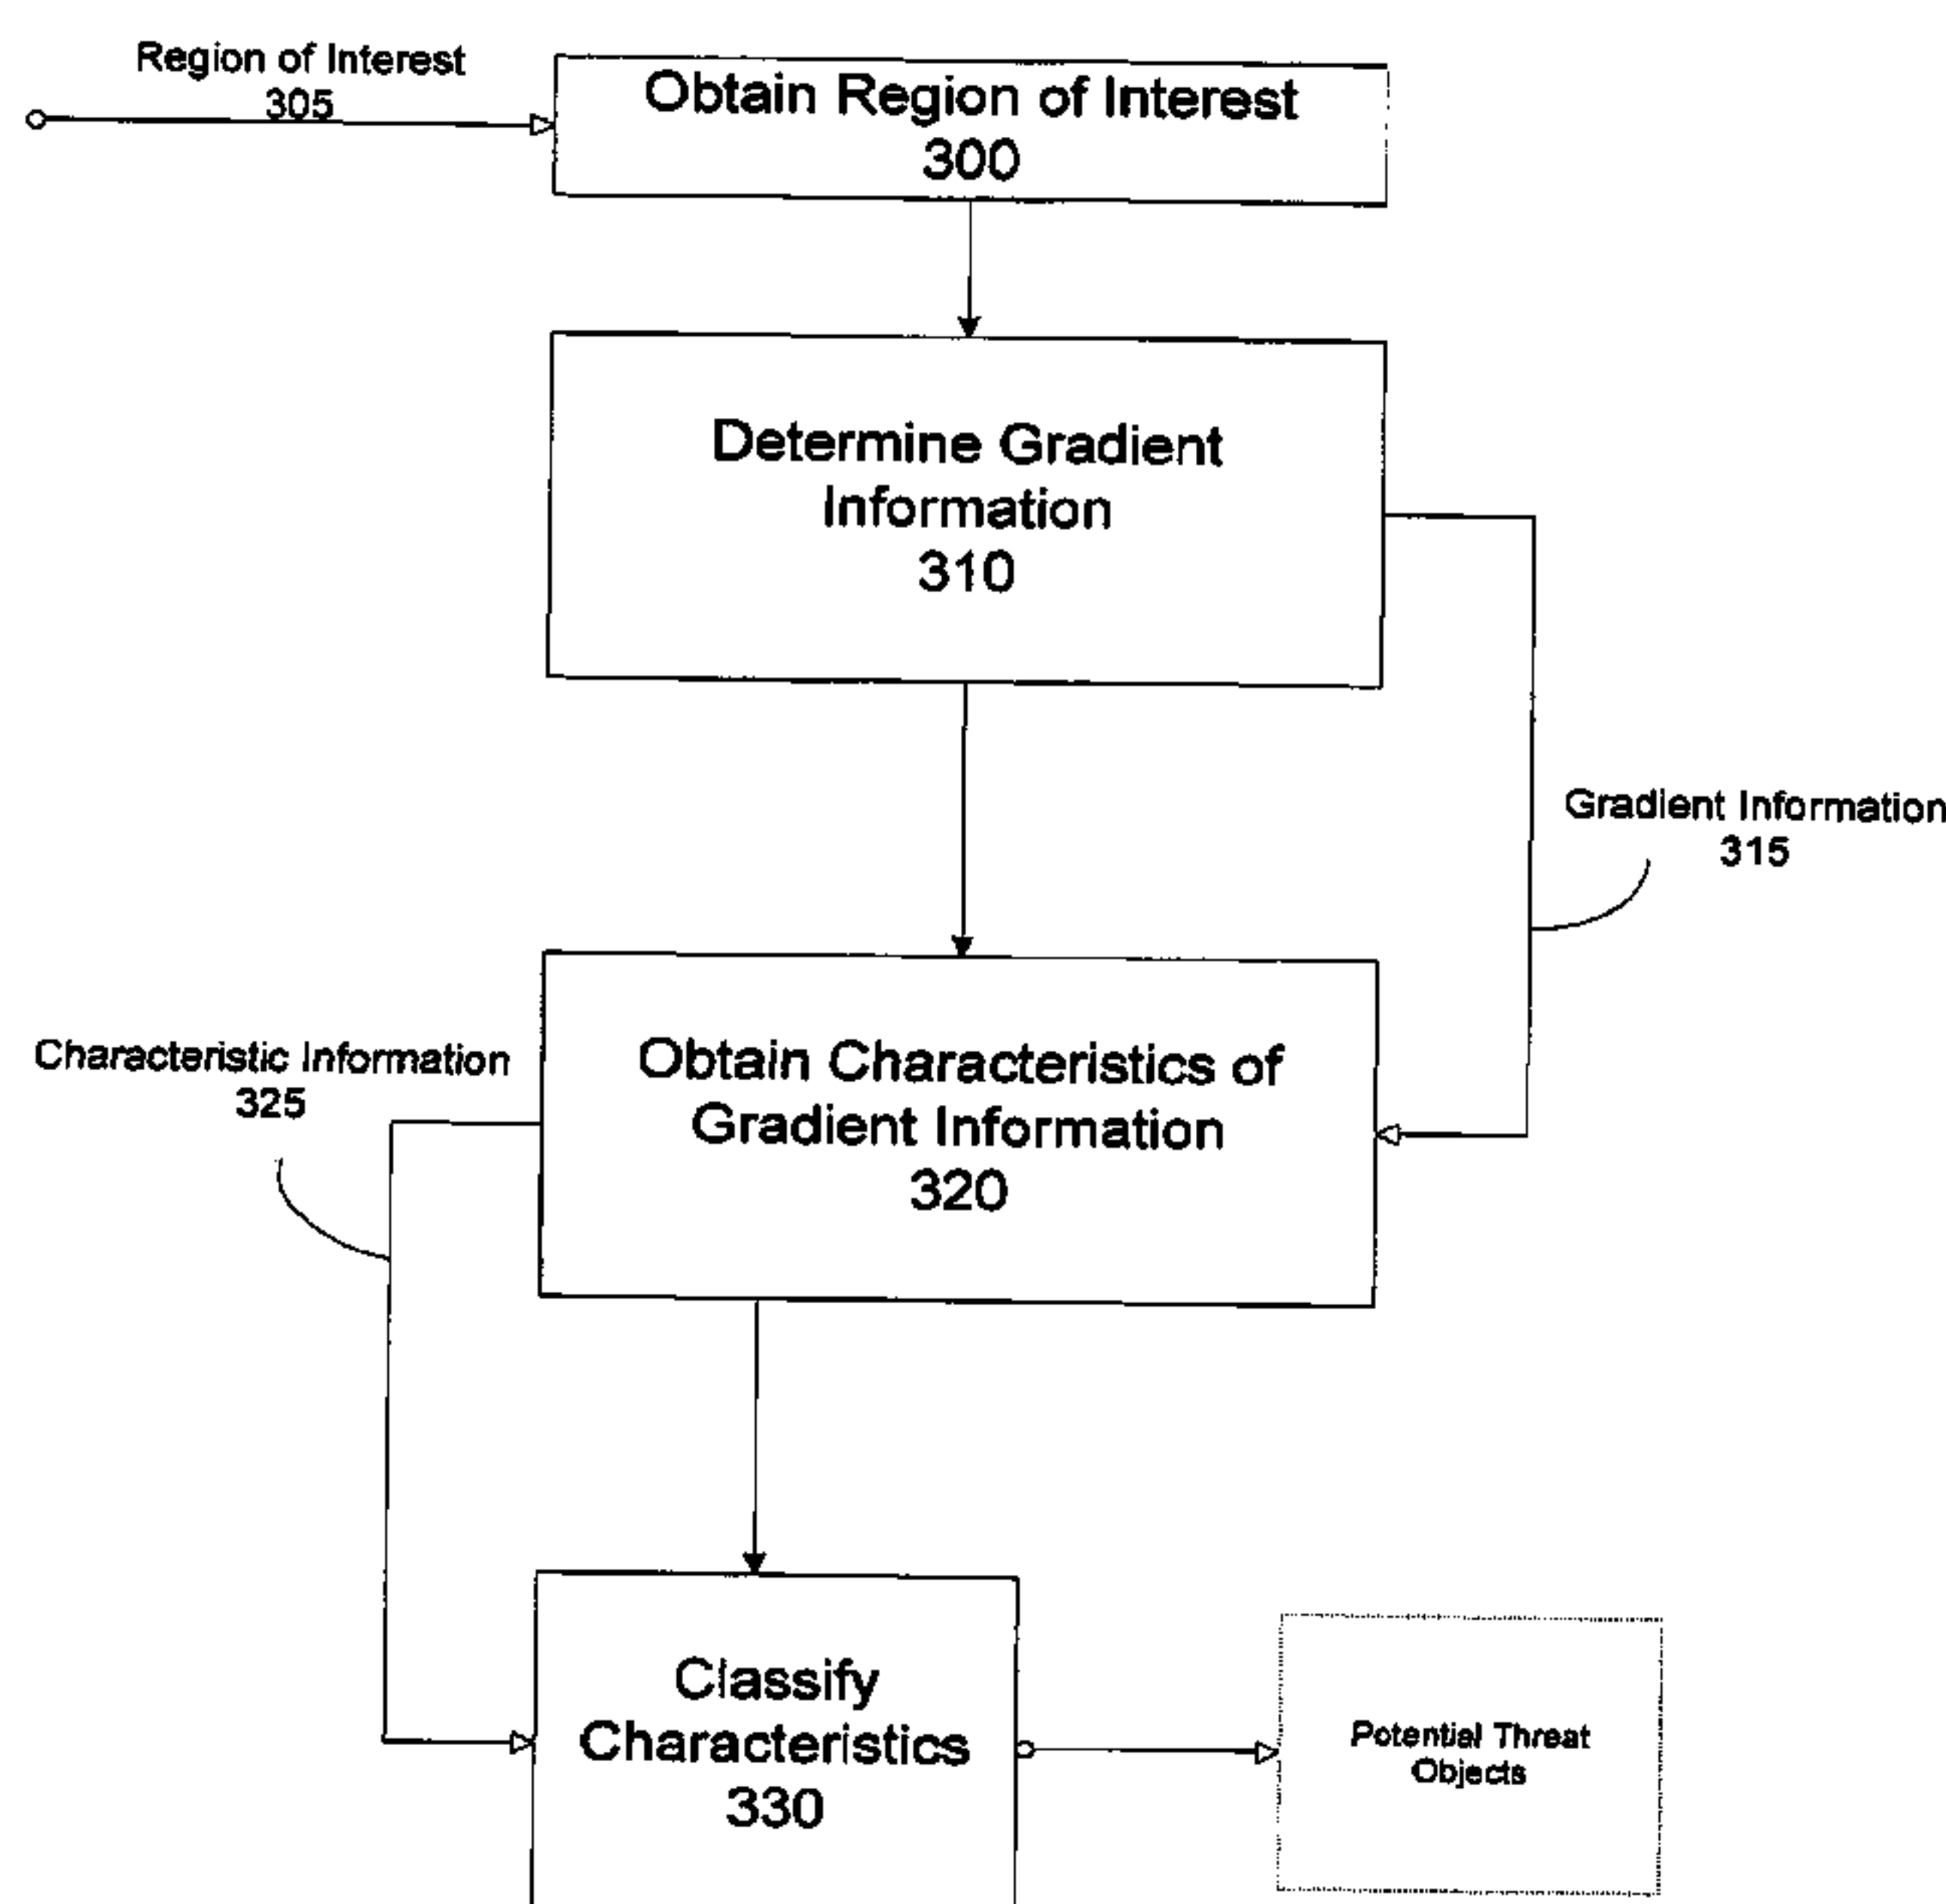 Region of Interest
305
Obtain Region of Interest
300
Determine Gradient
Information
310
Gradient Information
315
Characteristic Information
325
Obtain Characteristics of
Gradient Information
320
Classify
Characteristics
330
Potential Threat
Objects